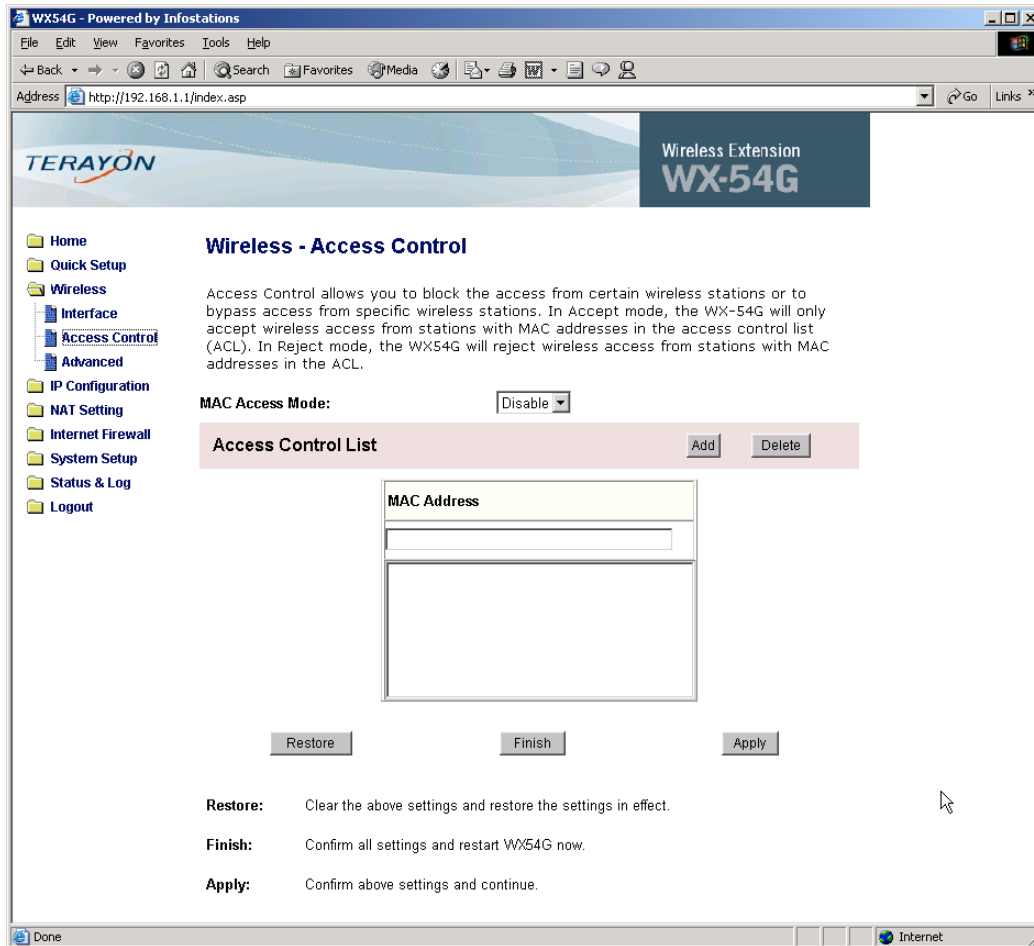 WX54G - Powered by Infostations
File Edit View Favorites Tools Help
Back Search Favorites Media
Address http://192.168.1.1/index.asp Go Links »
TERAYON
Wireless Extension
WX-54G
Home
Quick Setup
Wireless
Interface
Access Control
Advanced
IP Configuration
NAT Setting
Internet Firewall
System Setup
Status & Log
Logout
Wireless - Access Control
Access Control allows you to block the access from certain wireless stations or to
bypass access from specific wireless stations. In Accept mode, the WX-54G will only
accept wireless access from stations with MAC addresses in the access control list
(ACL). In Reject mode, the WX54G will reject wireless access from stations with MAC
addresses in the ACL.
MAC Access Mode: Disable
Access Control List Add Delete
MAC Address
Restore Finish Apply
Restore: Clear the above settings and restore the settings in effect.
Finish: Confirm all settings and restart WX54G now.
Apply: Confirm above settings and continue.
Done Internet